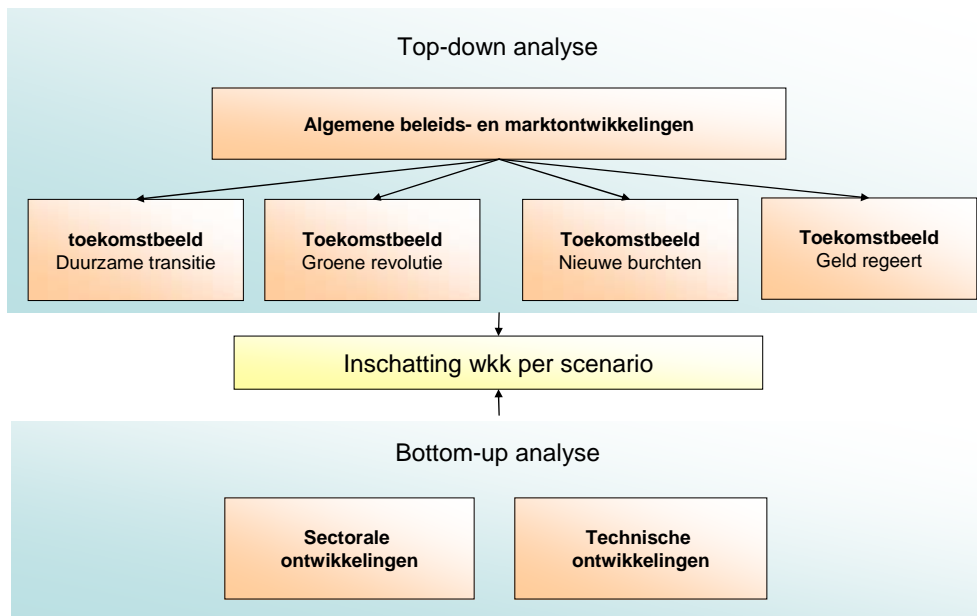 Top-down analyse
Algemene beleids- en marktontwikkelingen
toekomstbeeld
Duurzame transitie
Toekomstbeeld
Groene revolutie
Toekomstbeeld
Nieuwe burchten
Toekomstbeeld
Geld regeert
Inschatting wkk per scenario
Bottom-up analyse
Sectorale
ontwikkelingen
Technische
ontwikkelingen